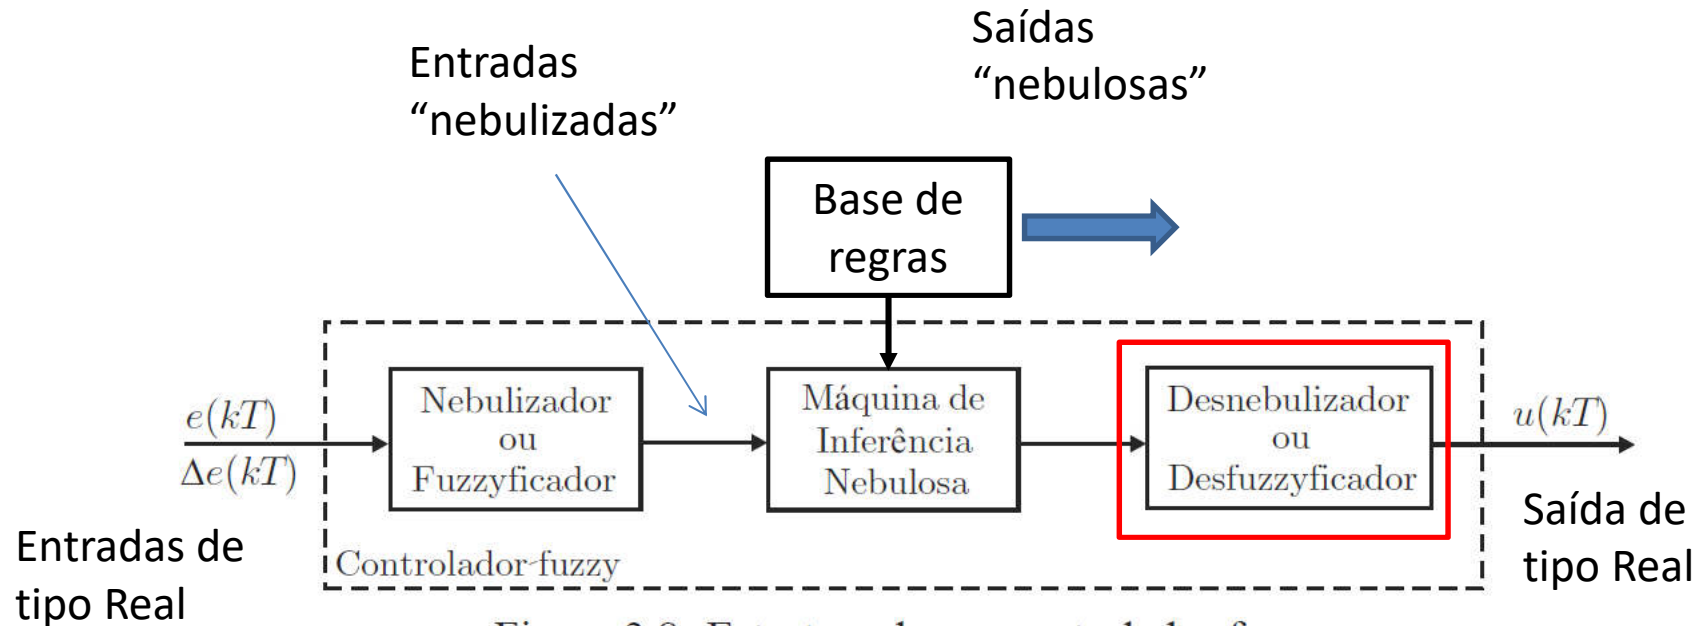 Saídas
“nebulosas”
Entradas
“nebulizadas”
Base de
regras
e(kT)
Δe(kT)
Nebulizador
ou
Fuzzyficador
Máquina de
Inferência
Nebulosa
Desnebulizador
ou
Desfuzzyficador
u(kT)
Entradas de
tipo Real
Controlador-fuzzy
Saída de
tipo Real